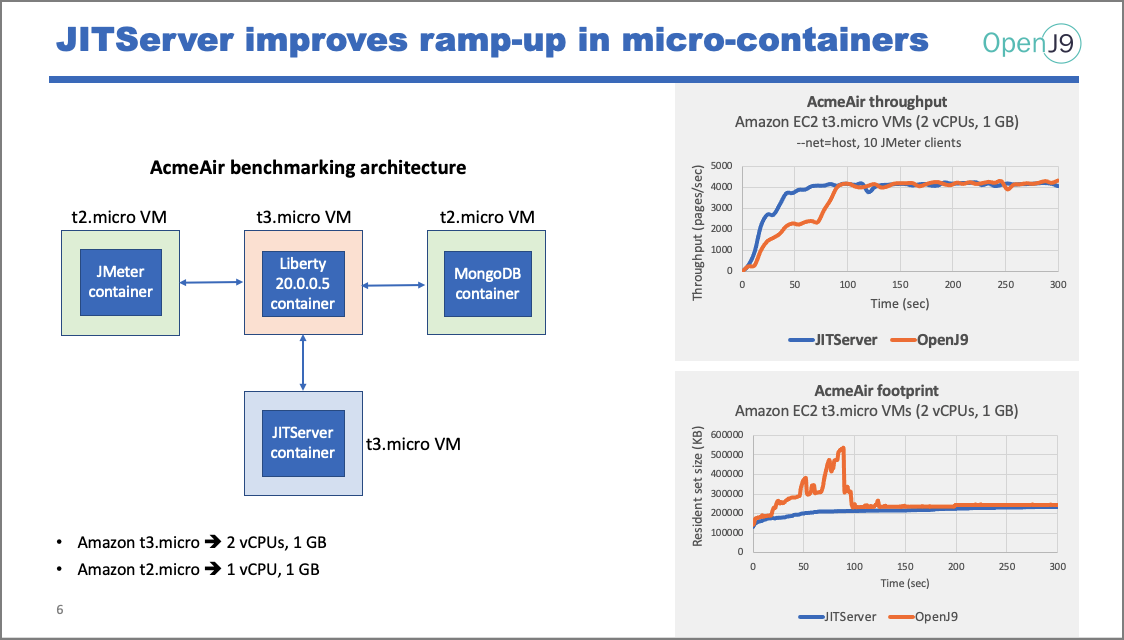 JITServer improves ramp-up in micro-containers
OpenJ9
AcmeAir benchmarking architecture
t2.micro VM
t3.micro VM
t2.micro VM
JMeter
container
Liberty
20.0.0.5
container
MongoDB
container
JITServer
container
t3.micro VM
• Amazon t3.micro ➔ 2 vCPUs, 1 GB
• Amazon t2.micro ➔ 1 vCPU, 1 GB
6
AcmeAir throughput
Amazon EC2 t3.micro VMs (2 vCPUs, 1 GB)
--net=host, 10 JMeter clients
Throughput (pages/sec)
5000
4000
3000
2000
1000
0
0 50 100 150 200 250 300
Time (sec)
JITServer OpenJ9
AcmeAir footprint
Amazon EC2 t3.micro VMs (2 vCPUs, 1 GB)
Resident set size (KB)
600000
500000
400000
300000
200000
100000
0
0 50 100 150 200 250 300
Time (sec)
JITServer OpenJ9